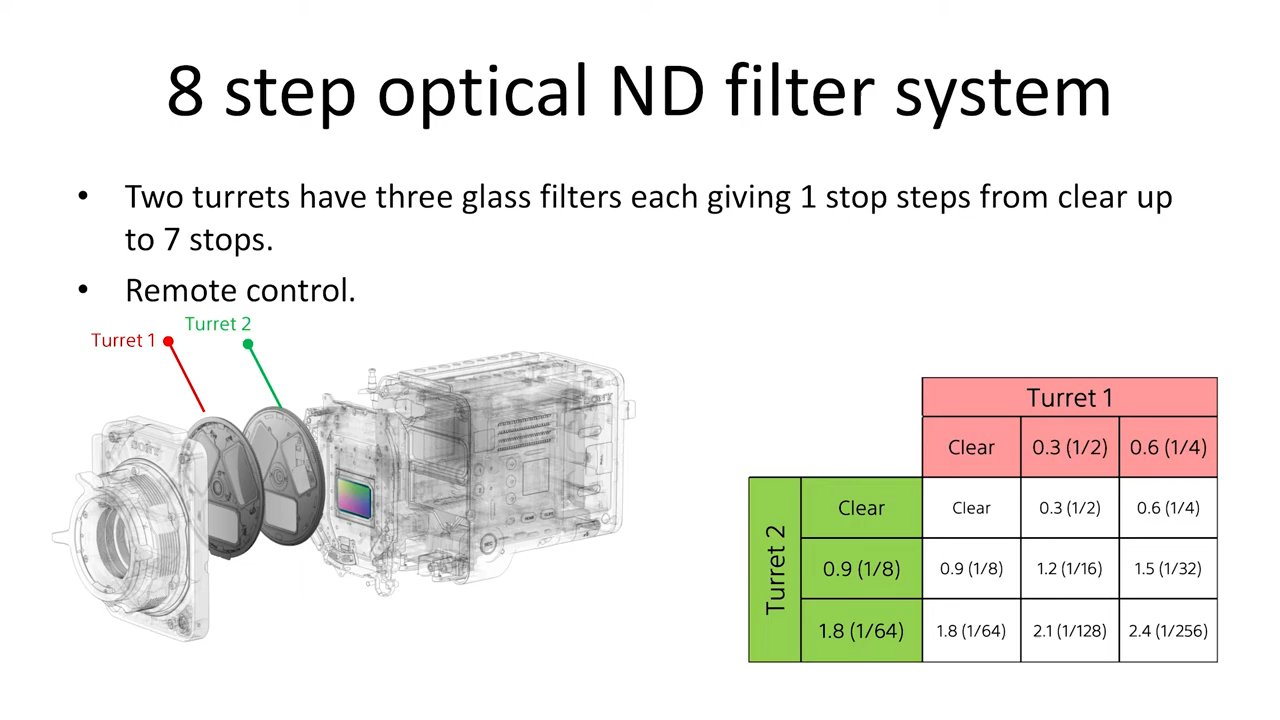 8 step optical ND filter system
• Two turrets have three glass filters each giving 1 stop steps from clear up
to 7 stops.
• Remote control.
Turret 2
Turret 1
SONY
Turret 1
Clear 0.3 (1/2) 0.6 (1/4)
Turret 2
Clear Clear 0.3 (1/2) 0.6 (1/4)
0.9 (1/8) 0.9 (1/8) 1.2 (1/16) 1.5 (1/32)
1.8 (1/64) 1.8 (1/64) 2.1 (1/128) 2.4 (1/256)